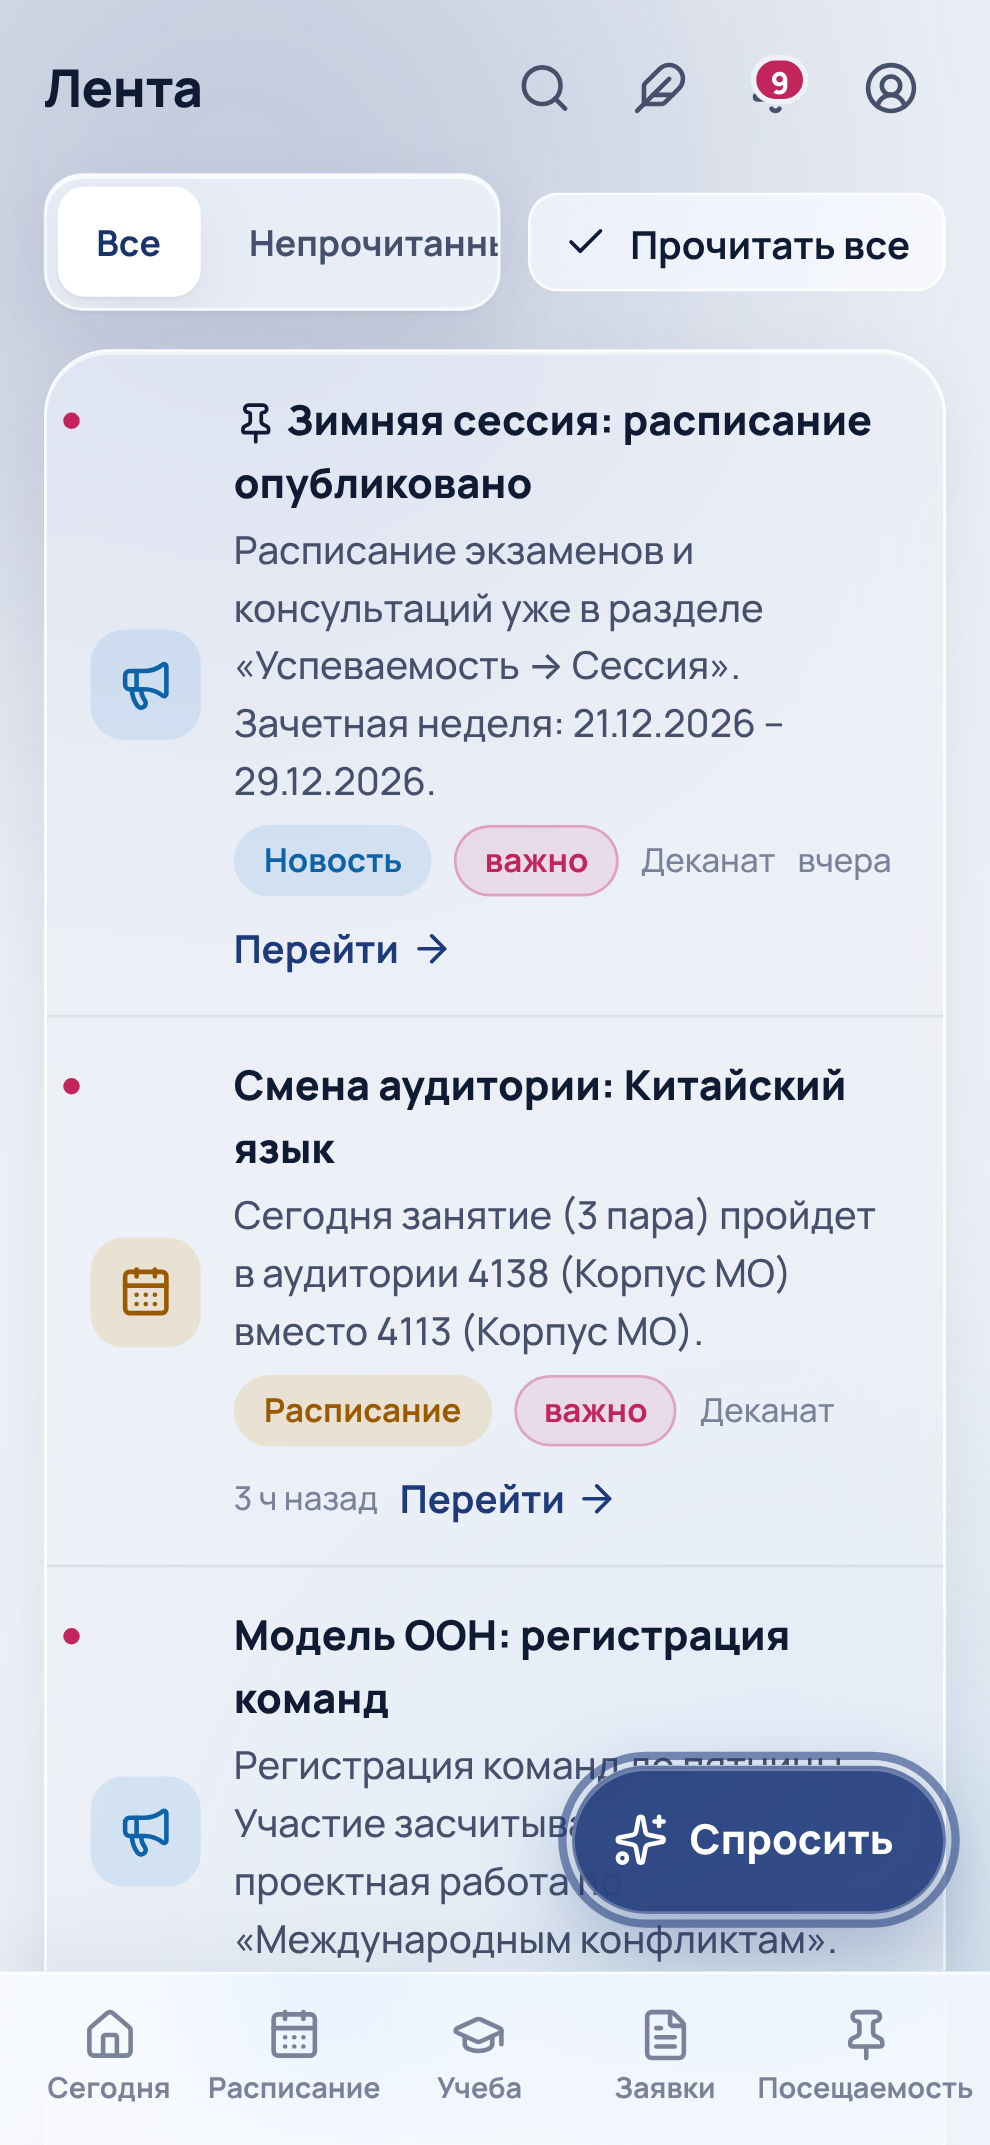 Лента
9
Все
Непрочитанн
Прочитать все
Зимняя сессия: расписание
опубликовано
Расписание экзаменов и
консультаций уже в разделе
«Успеваемость → Сессия».
Зачетная неделя: 21.12.2026 –
29.12.2026.
Новость важно Деканат вчера
Перейти →
Смена аудитории: Китайский
язык
Сегодня занятие (3 пара) пройдет
в аудитории 4138 (Корпус МО)
вместо 4113 (Корпус МО).
Расписание важно Деканат
3 ч назад Перейти →
Модель ООН: регистрация
команд
Регистрация команд до пятницы.
Участие
проектная работа по
«Международным конфликтам».
Спросить
Сегодня Расписание Учеба Заявки Посещаемость